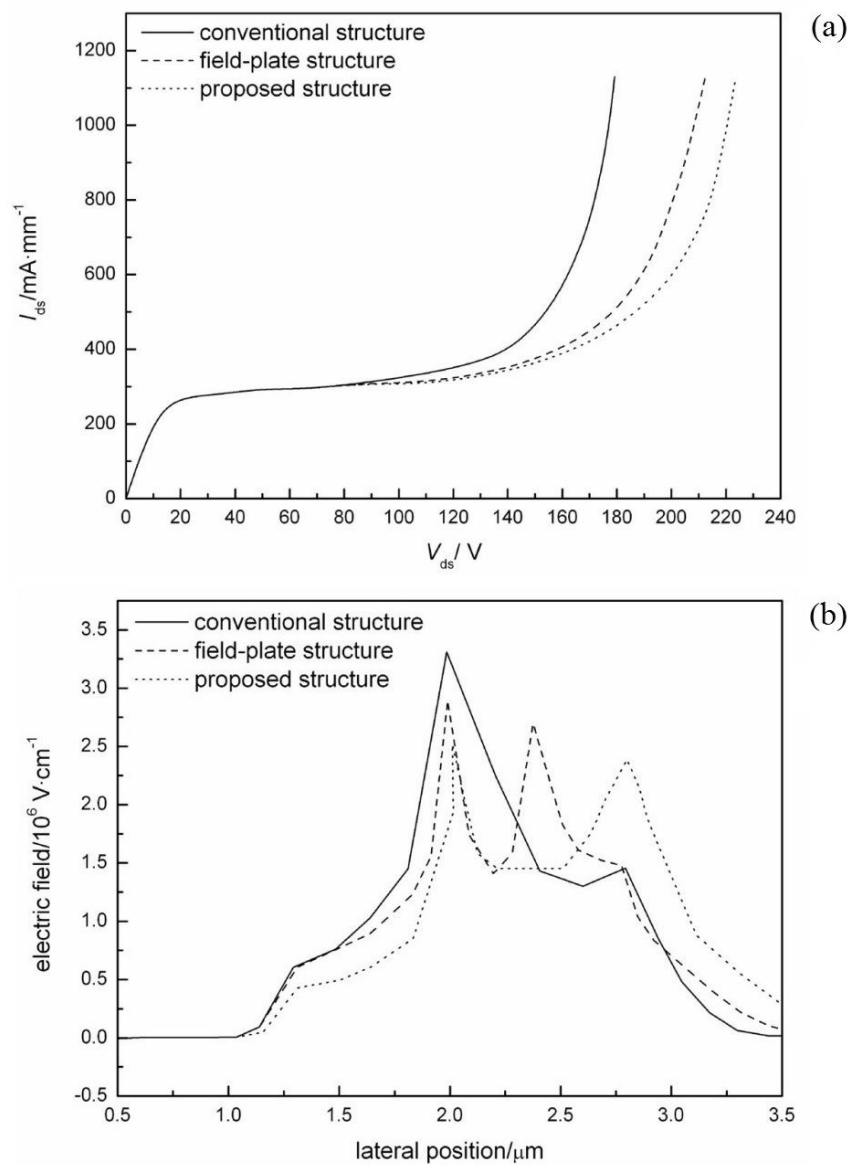 (a)
conventional structure
field-plate structure
proposed structure
1200
1000
800
600
400
200
0
I_ds/mA·mm⁻¹
0 20 40 60 80 100 120 140 160 180 200 220 240
V_ds/ V
(b)
conventional structure
field-plate structure
proposed structure
3.5
3.0
2.5
2.0
1.5
1.0
0.5
0.0
-0.5
electric field/10⁶ V·cm⁻¹
0.5 1.0 1.5 2.0 2.5 3.0 3.5
lateral position/μm